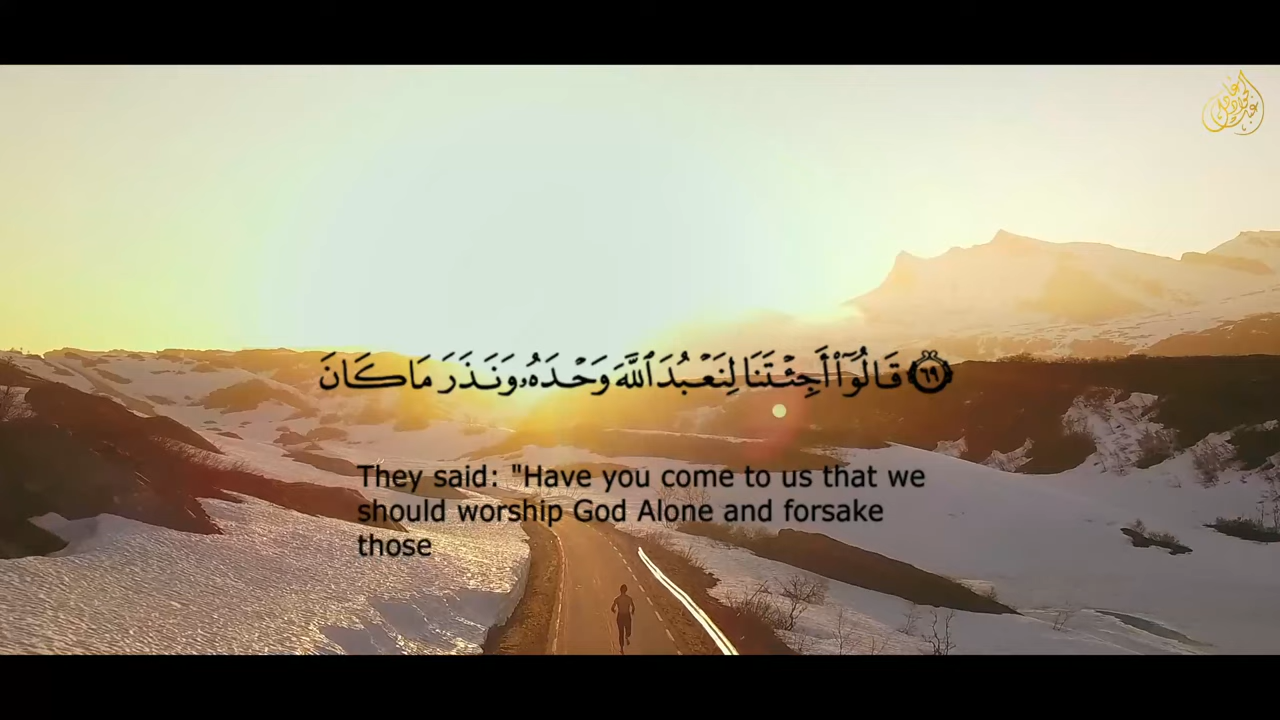 ۝٦٩ قَالُوٓا۟ أَجِئْتَنَا لِنَعْبُدَ ٱللَّهَ وَحْدَهُۥ وَنَذَرَ مَا كَانَ
They said: "Have you come to us that we
should worship God Alone and forsake
those